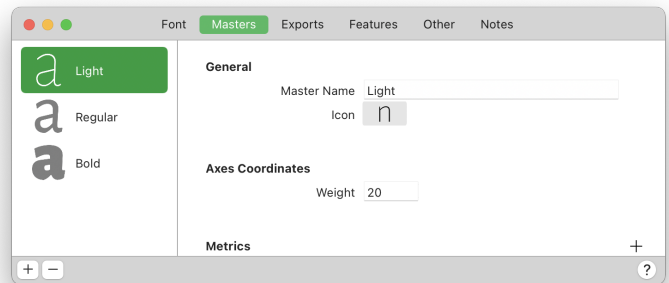 Font Masters Exports Features Other Notes
a Light
a Regular
a Bold
General
Master Name Light
Icon n
Axes Coordinates
Weight 20
Metrics +
+ − ?